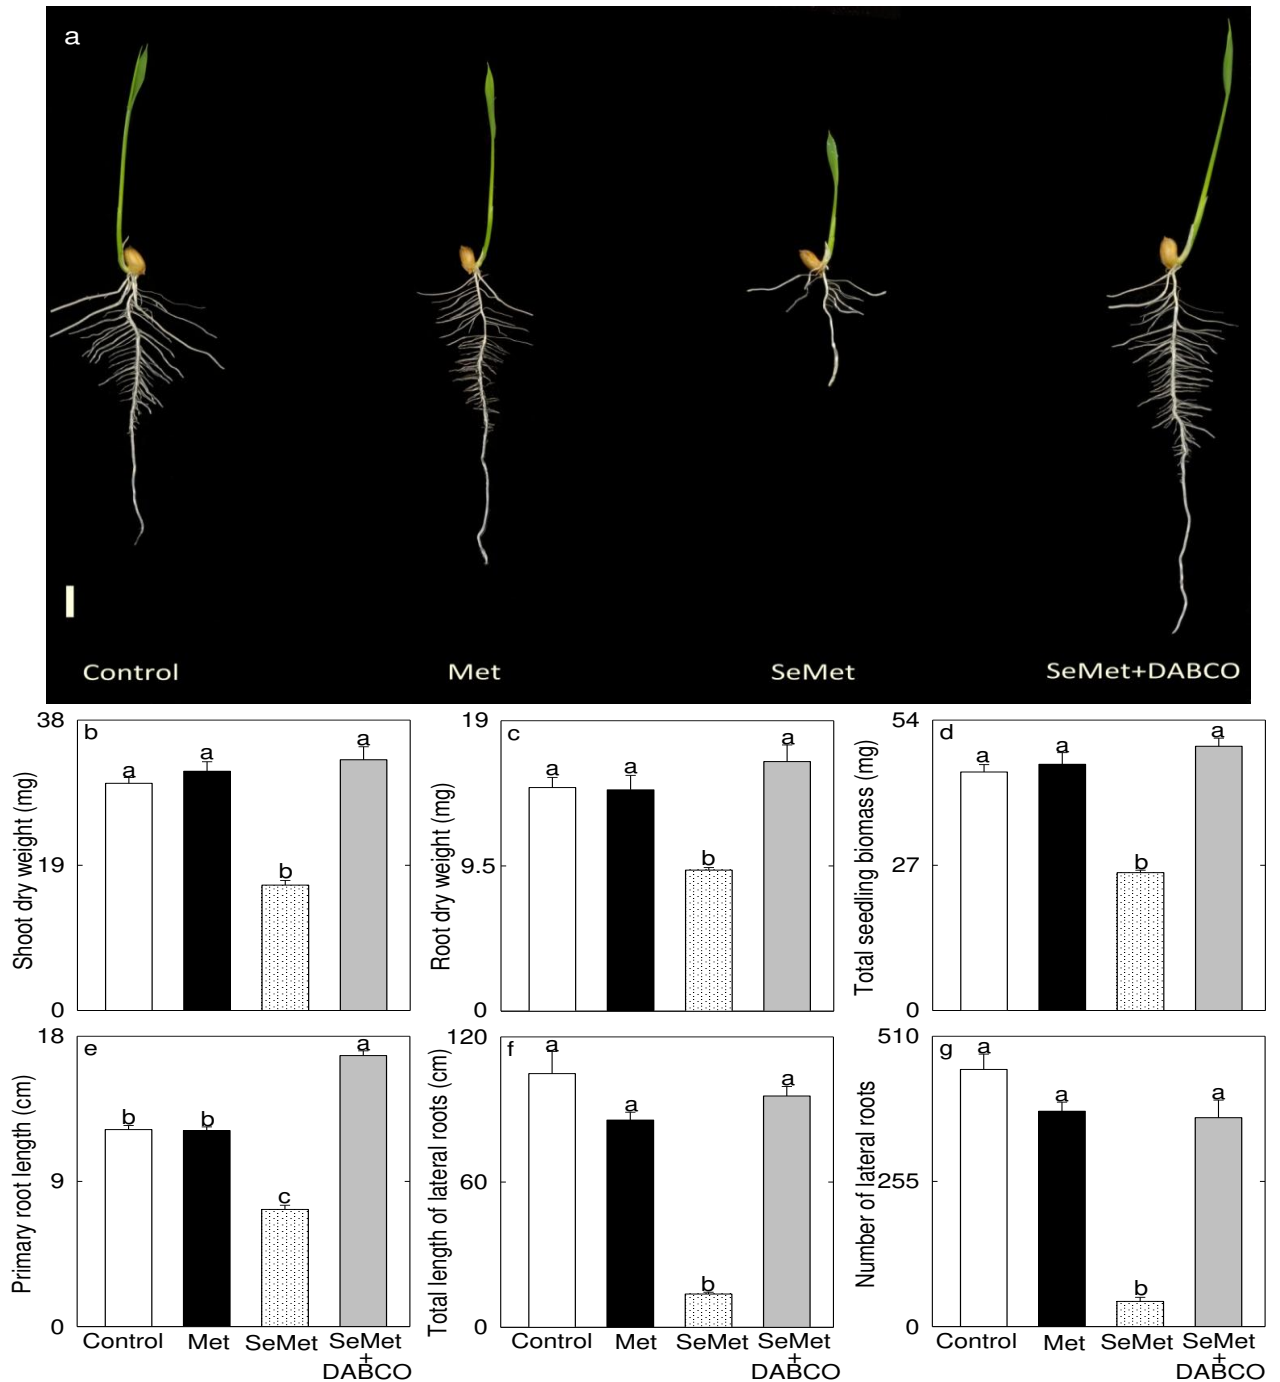 a
Control Met SeMet SeMet+DABCO
38 19 54
b c d
a a b a
a a b a
a a b a
Shoot dry weight (mg)
Root dry weight (mg)
Total seedling biomass (mg)
19 9.5 27
0 0 0
18 120 510
e f g
b b c a
a a b a
a a b a
Primary root length (cm)
Total length of lateral roots (cm)
Number of lateral roots
9 60 255
0 0 0
Control Met SeMet SeMet
+
DABCO
Control Met SeMet SeMet
+
DABCO
Control Met SeMet SeMet
+
DABCO